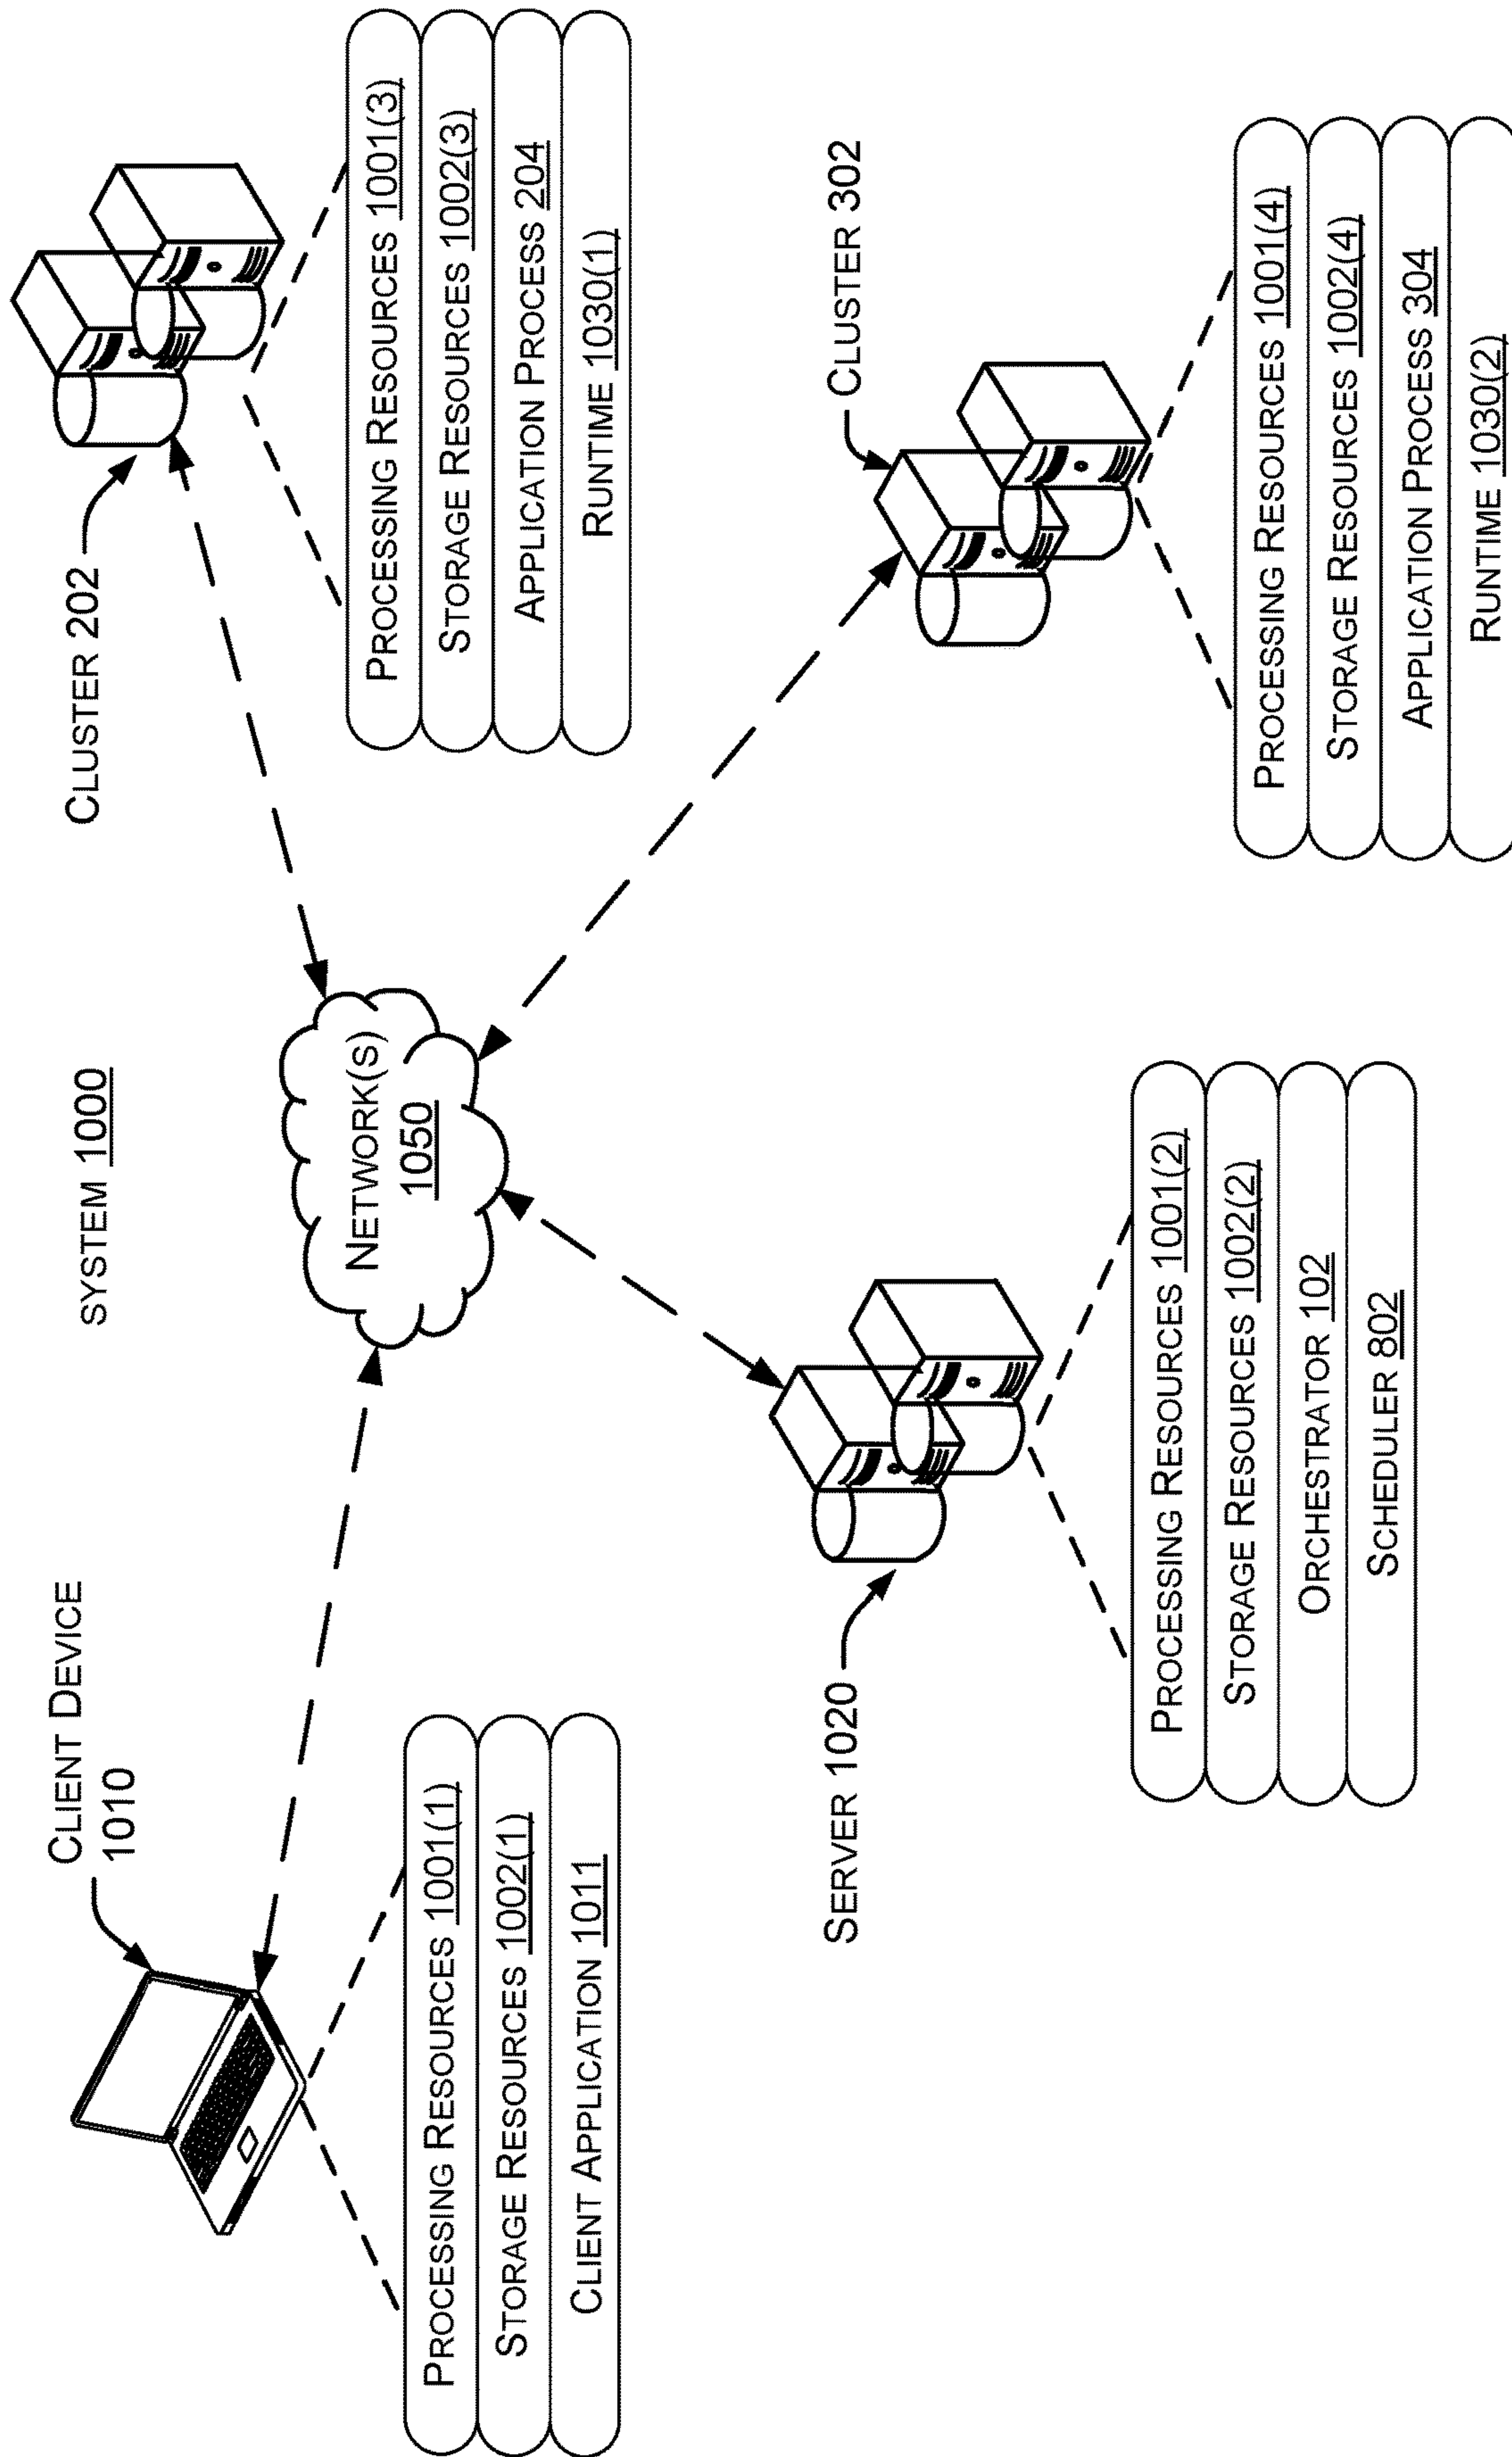 SYSTEM 1000
CLIENT DEVICE
1010
PROCESSING RESOURCES 1001(1)
STORAGE RESOURCES 1002(1)
CLIENT APPLICATION 1011
NETWORK(S)
1050
CLUSTER 202
PROCESSING RESOURCES 1001(3)
STORAGE RESOURCES 1002(3)
APPLICATION PROCESS 204
RUNTIME 1030(1)
SERVER 1020
PROCESSING RESOURCES 1001(2)
STORAGE RESOURCES 1002(2)
ORCHESTRATOR 102
SCHEDULER 802
CLUSTER 302
PROCESSING RESOURCES 1001(4)
STORAGE RESOURCES 1002(4)
APPLICATION PROCESS 304
RUNTIME 1030(2)